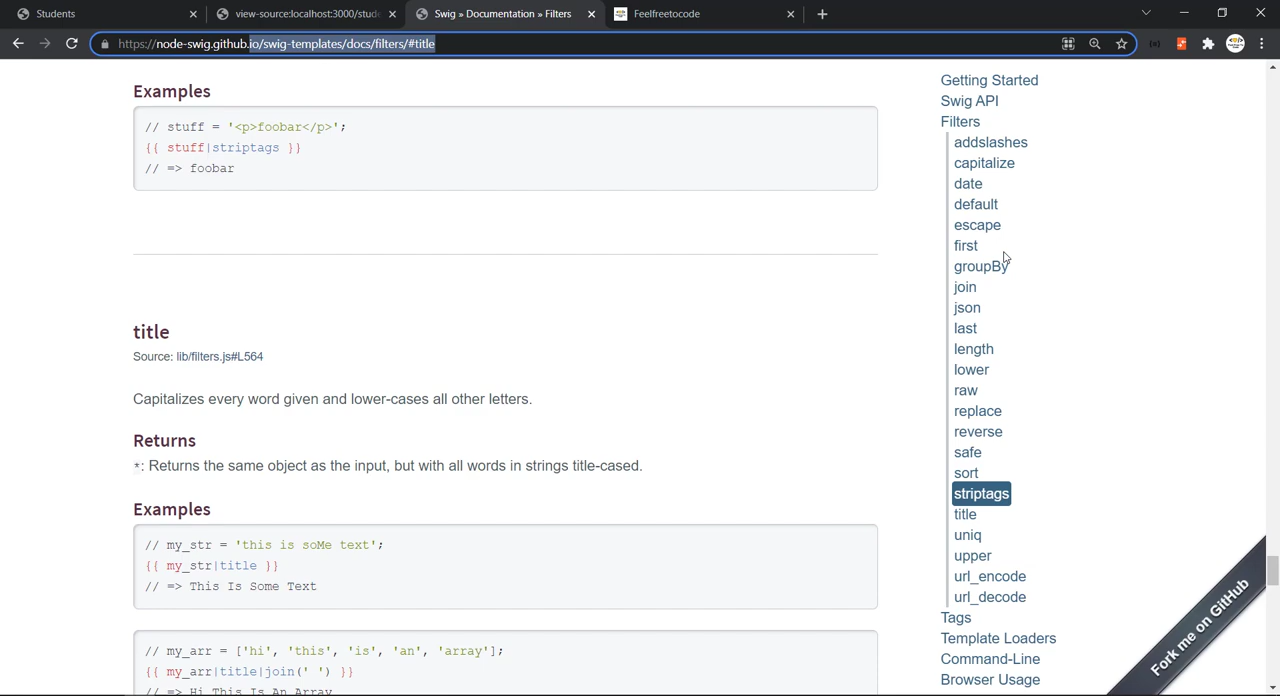 Students
view-source:localhost:3000/stude
Swig » Documentation » Filters
Feelfreetocode
https://node-swig.github.io/swig-templates/docs/filters/#title
Examples
// stuff = '<p>foobar</p>';
{{ stuff|striptags }}
// => foobar
title
Source: lib/filters.js#L564
Capitalizes every word given and lower-cases all other letters.
Returns
*: Returns the same object as the input, but with all words in strings title-cased.
Examples
// my_str = 'this is soMe text';
{{ my_str|title }}
// => This Is Some Text
// my_arr = ['hi', 'this', 'is', 'an', 'array'];
{{ my_arr|title|join(' ') }}
// => Hi This Is An Array
Getting Started
Swig API
Filters
addslashes
capitalize
date
default
escape
first
groupBy
join
json
last
length
lower
raw
replace
reverse
safe
sort
striptags
title
uniq
upper
url_encode
url_decode
Tags
Template Loaders
Command-Line
Browser Usage
Fork me on GitHub